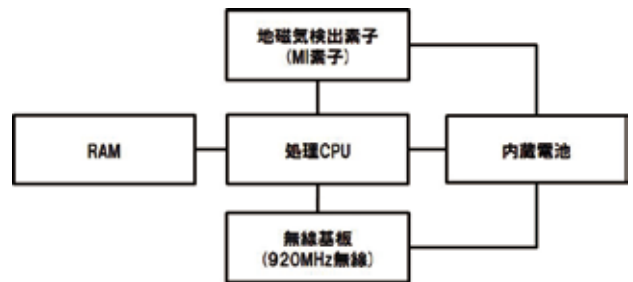 地磁気検出素子
(MI素子)
RAM
処理CPU
内蔵電池
無線基板
(920MHz無線)